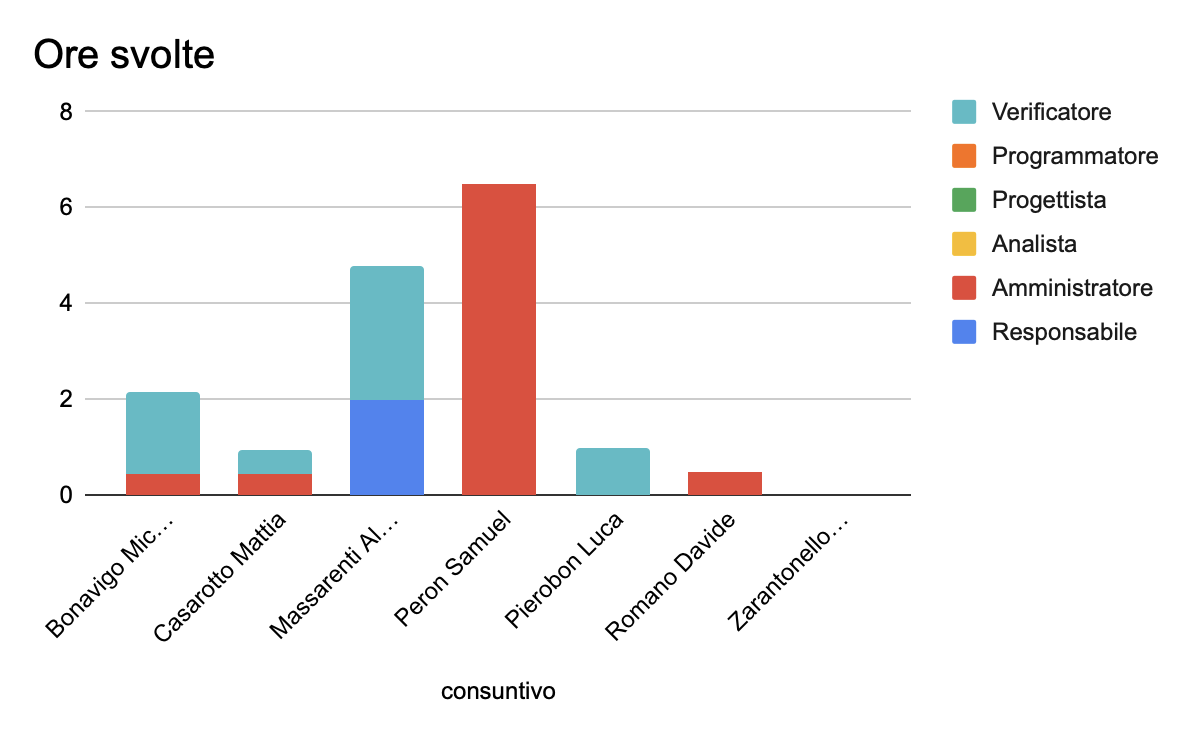 Ore svolte
8
6
4
2
0
Verificatore
Programmatore
Progettista
Analista
Amministratore
Responsabile
Bonavigo Mic…
Casarotto Mattia
Massarenti Al…
Peron Samuel
Pierobon Luca
Romano Davide
Zarantonello…
consuntivo